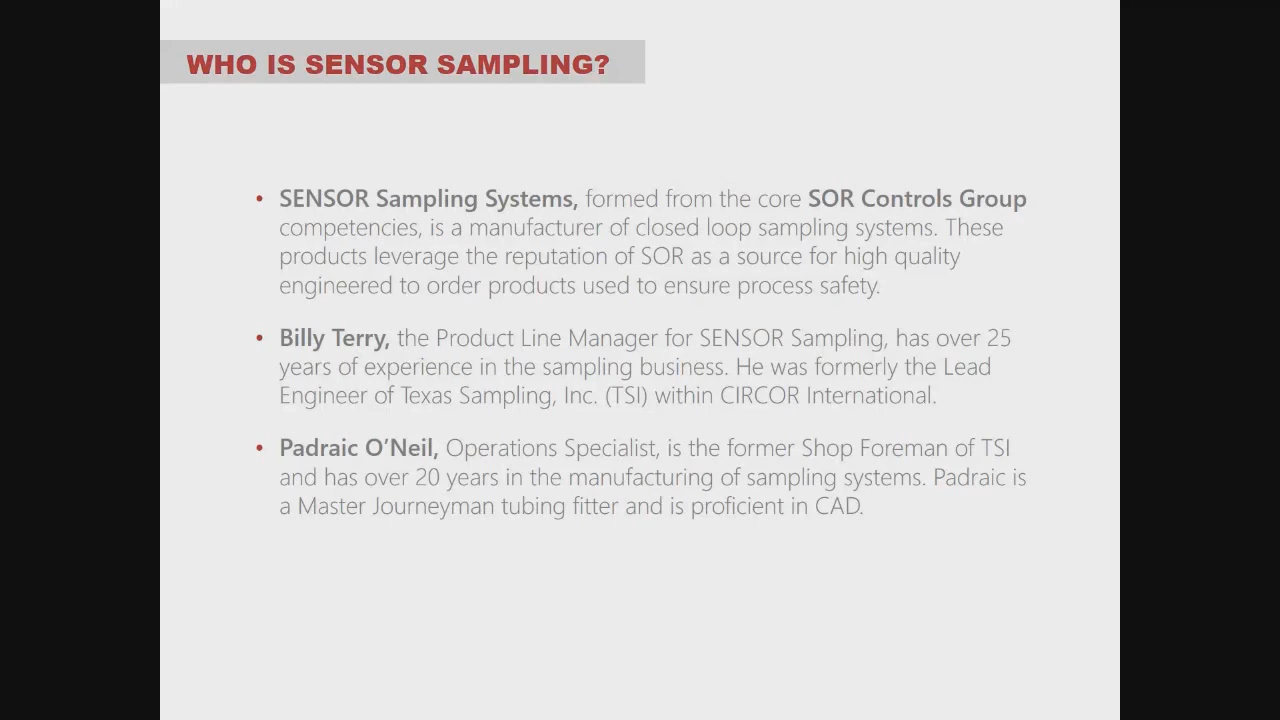 WHO IS SENSOR SAMPLING?
• SENSOR Sampling Systems, formed from the core SOR Controls Group
competencies, is a manufacturer of closed loop sampling systems. These
products leverage the reputation of SOR as a source for high quality
engineered to order products used to ensure process safety.
• Billy Terry, the Product Line Manager for SENSOR Sampling, has over 25
years of experience in the sampling business. He was formerly the Lead
Engineer of Texas Sampling, Inc. (TSI) within CIRCOR International.
• Padraic O’Neil, Operations Specialist, is the former Shop Foreman of TSI
and has over 20 years in the manufacturing of sampling systems. Padraic is
a Master Journeyman tubing fitter and is proficient in CAD.